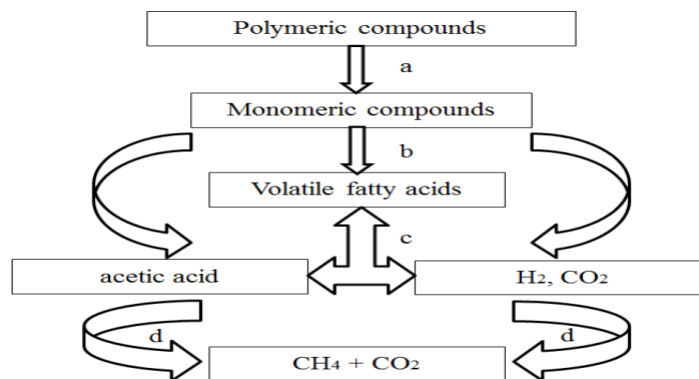 Polymeric compounds
a
Monomeric compounds
b
Volatile fatty acids
c
acetic acid
H₂, CO₂
d
d
CH₄ + CO₂